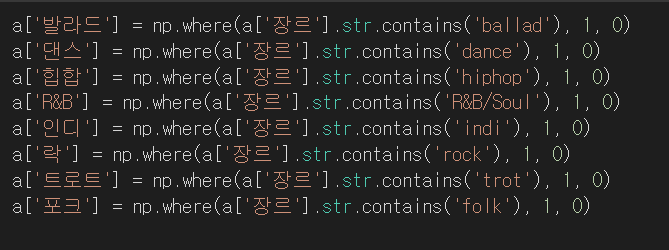 a['발라드'] = np.where(a['장르'].str.contains('ballad'), 1, 0)
a['댄스'] = np.where(a['장르'].str.contains('dance'), 1, 0)
a['힙합'] = np.where(a['장르'].str.contains('hiphop'), 1, 0)
a['R&B'] = np.where(a['장르'].str.contains('R&B/Soul'), 1, 0)
a['인디'] = np.where(a['장르'].str.contains('indi'), 1, 0)
a['락'] = np.where(a['장르'].str.contains('rock'), 1, 0)
a['트로트'] = np.where(a['장르'].str.contains('trot'), 1, 0)
a['포크'] = np.where(a['장르'].str.contains('folk'), 1, 0)